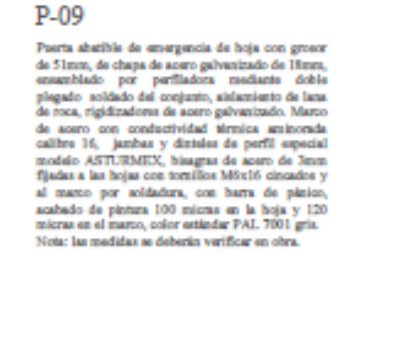 P-09
Puerta abatible de emergencia de hoja con grosor
de 51mm, de chapa de acero galvanizado de 18mm,
ensamblado por perfiladora mediante doble
plegado soldado del conjunto, aislamiento de lana
de roca, rigidizadores de acero galvanizado. Marco
de acero con conductividad térmica aminorada
calibre 16, jambas y dinteles de perfil especial
modelo ASTURMEX, bisagras de acero de 3mm
fijadas a las hojas con tornillos M6x16 cincados y
al marco por soldadura, con barra de pánico,
acabado de pintura 100 micras en la hoja y 120
micras en el marco, color estándar PAL 7001 gris.
Nota: las medidas se deberán verificar en obra.